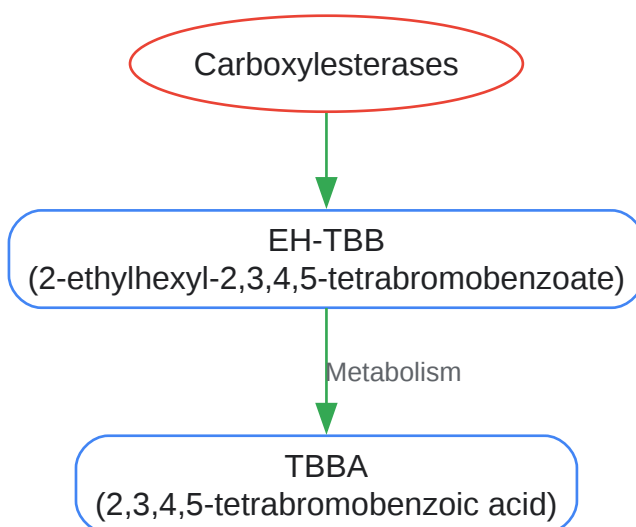 Carboxylesterases
EH-TBB
(2-ethylhexyl-2,3,4,5-tetrabromobenzoate)
Metabolism
TBBA
(2,3,4,5-tetrabromobenzoic acid)